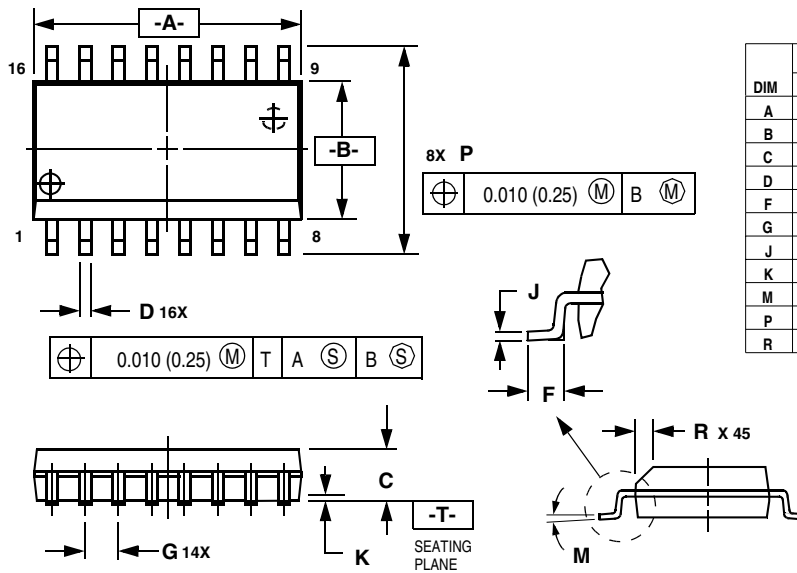 -A-
16
9
-B-
1
8
8X P
0.010 (0.25) Ⓜ B Ⓜ
D 16X
0.010 (0.25) Ⓜ T A Ⓢ B Ⓢ
J
F
R X 45
C
-T-
SEATING
PLANE
G 14X
K
M
DIM
A
B
C
D
F
G
J
K
M
P
R